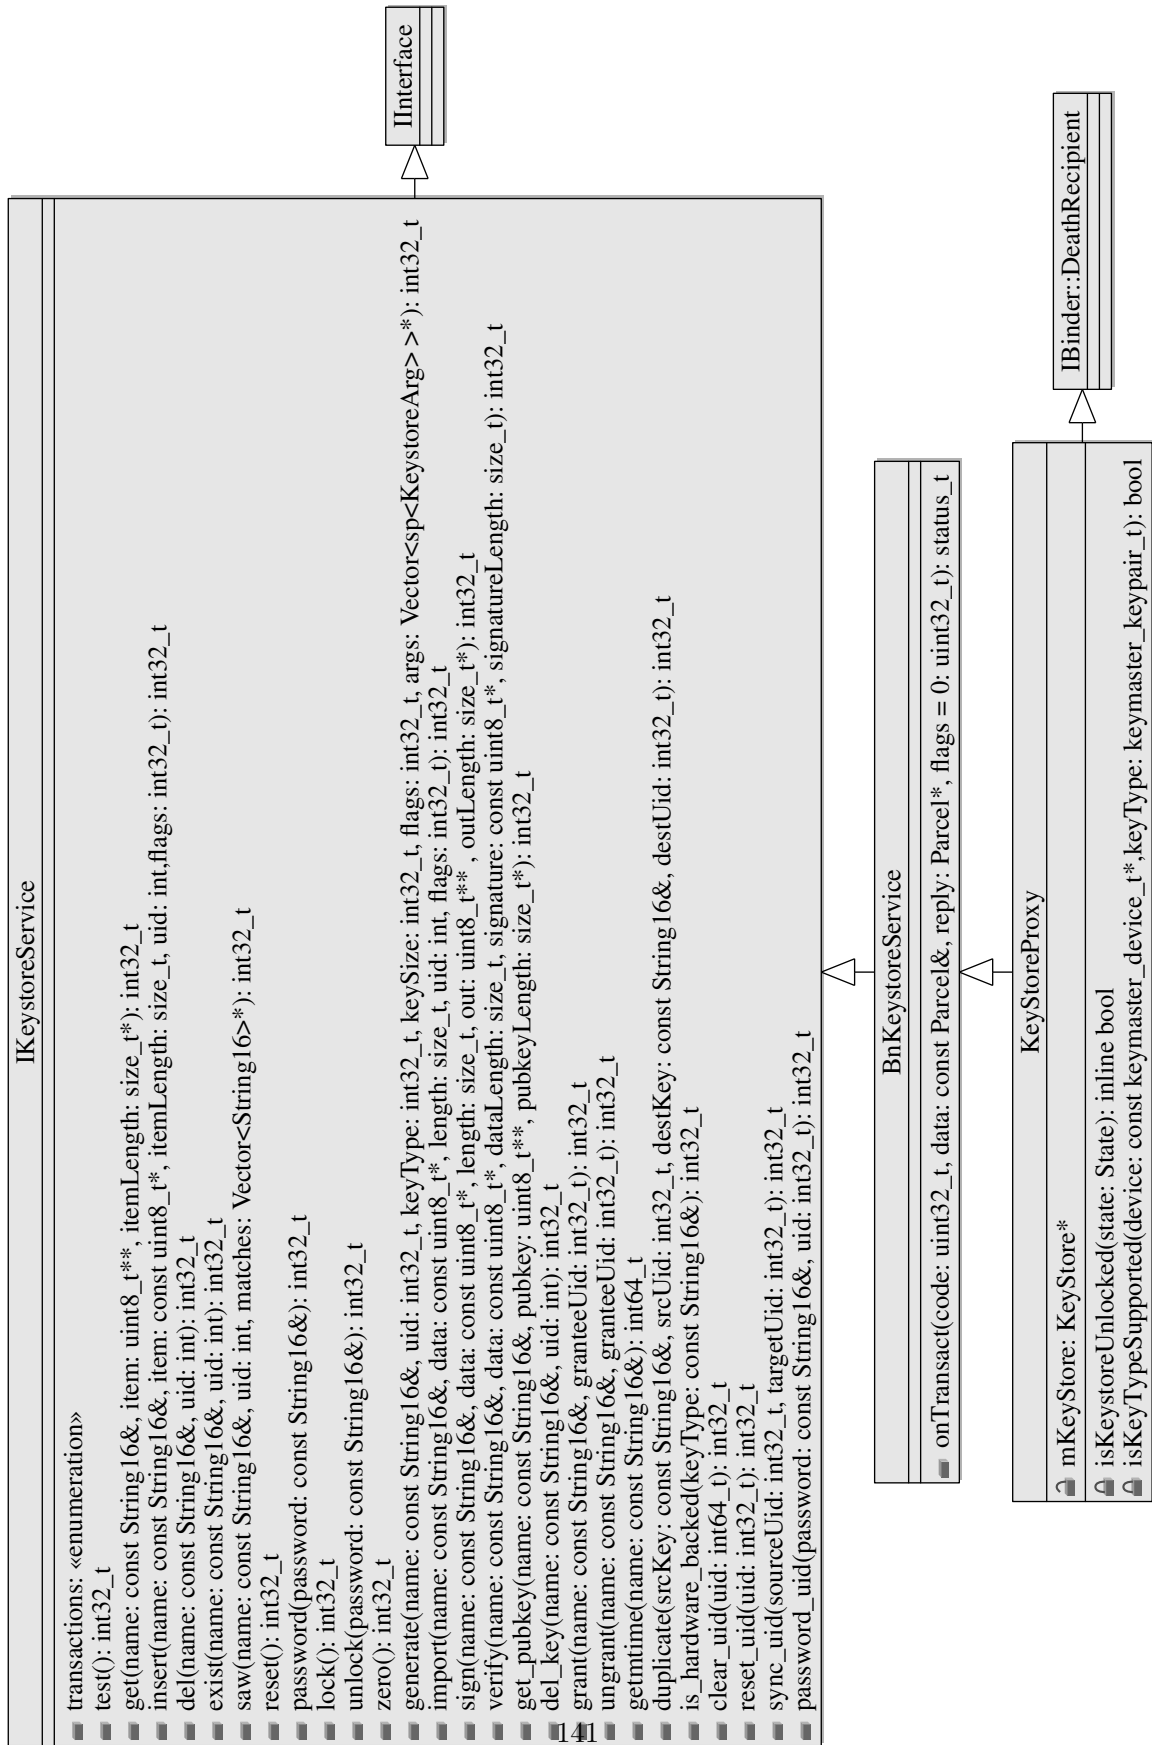 IKeystoreService
transactions: «enumeration»
test(): int32_t
get(name: const String16&, item: uint8_t**, itemLength: size_t*): int32_t
insert(name: const String16&, item: const uint8_t*, itemLength: size_t, uid: int,flags: int32_t): int32_t
del(name: const String16&, uid: int): int32_t
exist(name: const String16&, uid: int): int32_t
saw(name: const String16&, uid: int, matches: Vector<String16>*): int32_t
reset(): int32_t
password(password: const String16&): int32_t
lock(): int32_t
unlock(password: const String16&): int32_t
zero(): int32_t
generate(name: const String16&, uid: int32_t, keyType: int32_t, keySize: int32_t, flags: int32_t, args: Vector<sp<KeystoreArg> >*): int32_t
import(name: const String16&, data: const uint8_t*, length: size_t, uid: int, flags: int32_t): int32_t
sign(name: const String16&, data: const uint8_t*, length: size_t, out: uint8_t**, outLength: size_t*): int32_t
verify(name: const String16&, data: const uint8_t*, dataLength: size_t, signature: const uint8_t*, signatureLength: size_t): int32_t
get_pubkey(name: const String16&, pubkey: uint8_t**, pubkeyLength: size_t*): int32_t
del_key(name: const String16&, uid: int): int32_t
grant(name: const String16&, granteeUid: int32_t): int32_t
ungrant(name: const String16&, granteeUid: int32_t): int32_t
getmtime(name: const String16&): int64_t
duplicate(srcKey: const String16&, srcUid: int32_t, destKey: const String16&, destUid: int32_t): int32_t
is_hardware_backed(keyType: const String16&): int32_t
clear_uid(uid: int64_t): int32_t
reset_uid(uid: int32_t): int32_t
sync_uid(sourceUid: int32_t, targetUid: int32_t): int32_t
password_uid(password: const String16&, uid: int32_t): int32_t
IInterface
BnKeystoreService
onTransact(code: uint32_t, data: const Parcel&, reply: Parcel*, flags = 0: uint32_t): status_t
KeyStoreProxy
mKeyStore: KeyStore*
isKeystoreUnlocked(state: State): inline bool
isKeyTypeSupported(device: const keymaster_device_t*,keyType: keymaster_keypair_t): bool
IBinder::DeathRecipient
141